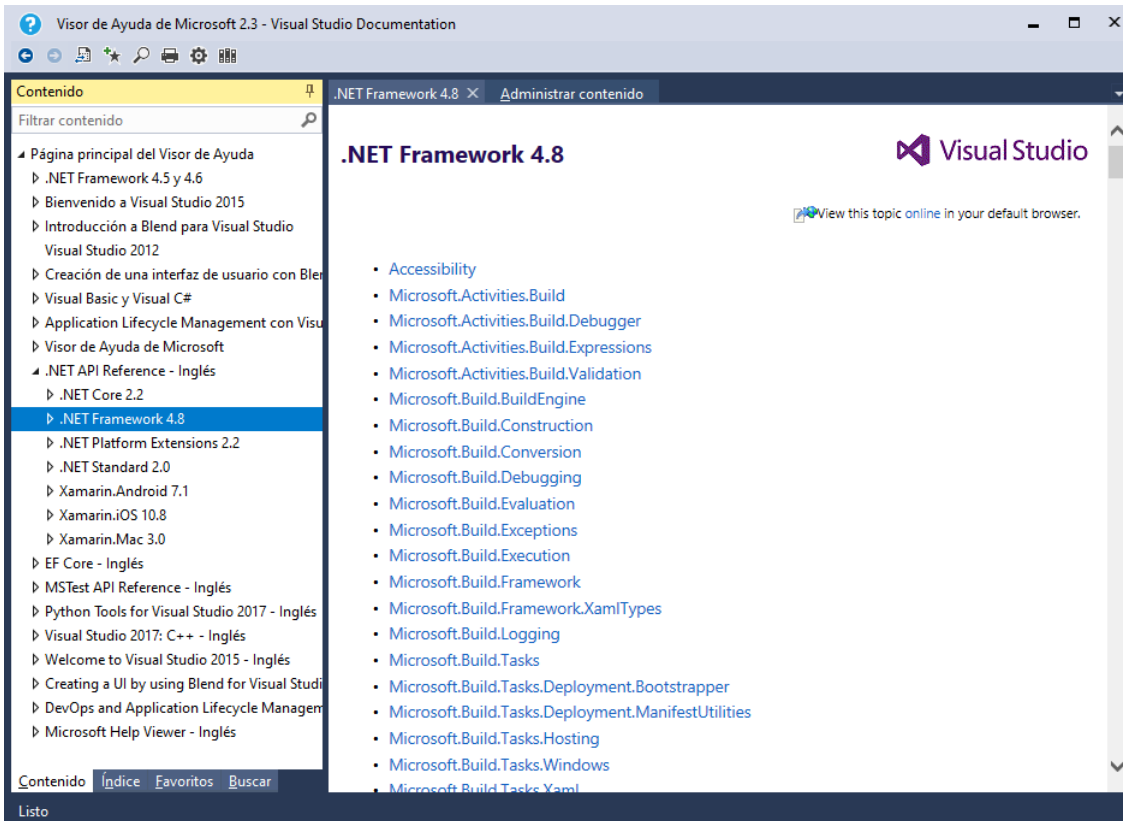 Visor de Ayuda de Microsoft 2.3 - Visual Studio Documentation
Contenido
.NET Framework 4.8
Administrar contenido
Filtrar contenido
Página principal del Visor de Ayuda
.NET Framework 4.5 y 4.6
Bienvenido a Visual Studio 2015
Introducción a Blend para Visual Studio
Visual Studio 2012
Creación de una interfaz de usuario con Blen
Visual Basic y Visual C#
Application Lifecycle Management con Visu
Visor de Ayuda de Microsoft
.NET API Reference - Inglés
.NET Core 2.2
.NET Framework 4.8
.NET Platform Extensions 2.2
.NET Standard 2.0
Xamarin.Android 7.1
Xamarin.iOS 10.8
Xamarin.Mac 3.0
EF Core - Inglés
MSTest API Reference - Inglés
Python Tools for Visual Studio 2017 - Inglés
Visual Studio 2017: C++ - Inglés
Welcome to Visual Studio 2015 - Inglés
Creating a UI by using Blend for Visual Studi
DevOps and Application Lifecycle Managem
Microsoft Help Viewer - Inglés
Contenido Índice Favoritos Buscar
.NET Framework 4.8
Visual Studio
View this topic online in your default browser.
Accessibility
Microsoft.Activities.Build
Microsoft.Activities.Build.Debugger
Microsoft.Activities.Build.Expressions
Microsoft.Activities.Build.Validation
Microsoft.Build.BuildEngine
Microsoft.Build.Construction
Microsoft.Build.Conversion
Microsoft.Build.Debugging
Microsoft.Build.Evaluation
Microsoft.Build.Exceptions
Microsoft.Build.Execution
Microsoft.Build.Framework
Microsoft.Build.Framework.XamlTypes
Microsoft.Build.Logging
Microsoft.Build.Tasks
Microsoft.Build.Tasks.Deployment.Bootstrapper
Microsoft.Build.Tasks.Deployment.ManifestUtilities
Microsoft.Build.Tasks.Hosting
Microsoft.Build.Tasks.Windows
Microsoft.Build.Tasks.Xaml
Listo